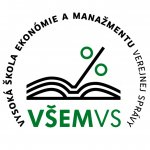 VYSOKÁ ŠKOLA EKONÓMIE A MANAŽMENTU VEREJNEJ SPRÁVY
%
VŠEMVS